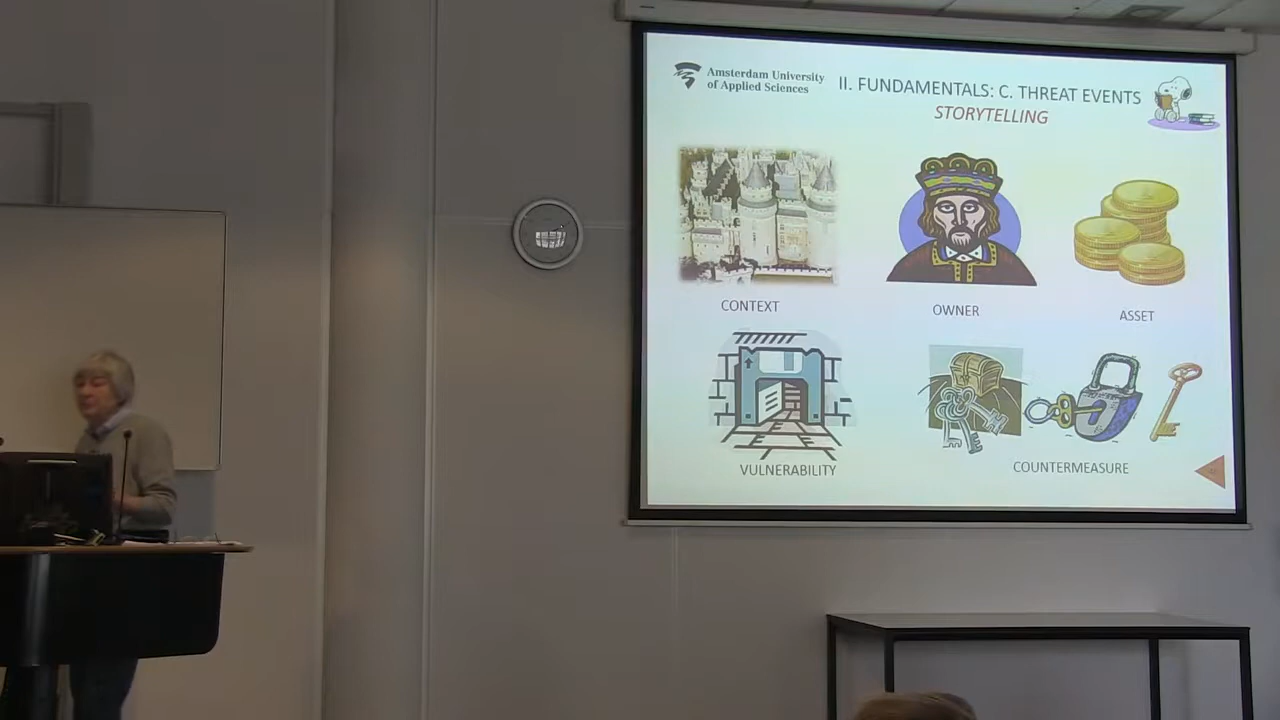 Amsterdam University
of Applied Sciences
II. FUNDAMENTALS: C. THREAT EVENTS
STORYTELLING
CONTEXT
OWNER
ASSET
VULNERABILITY
COUNTERMEASURE